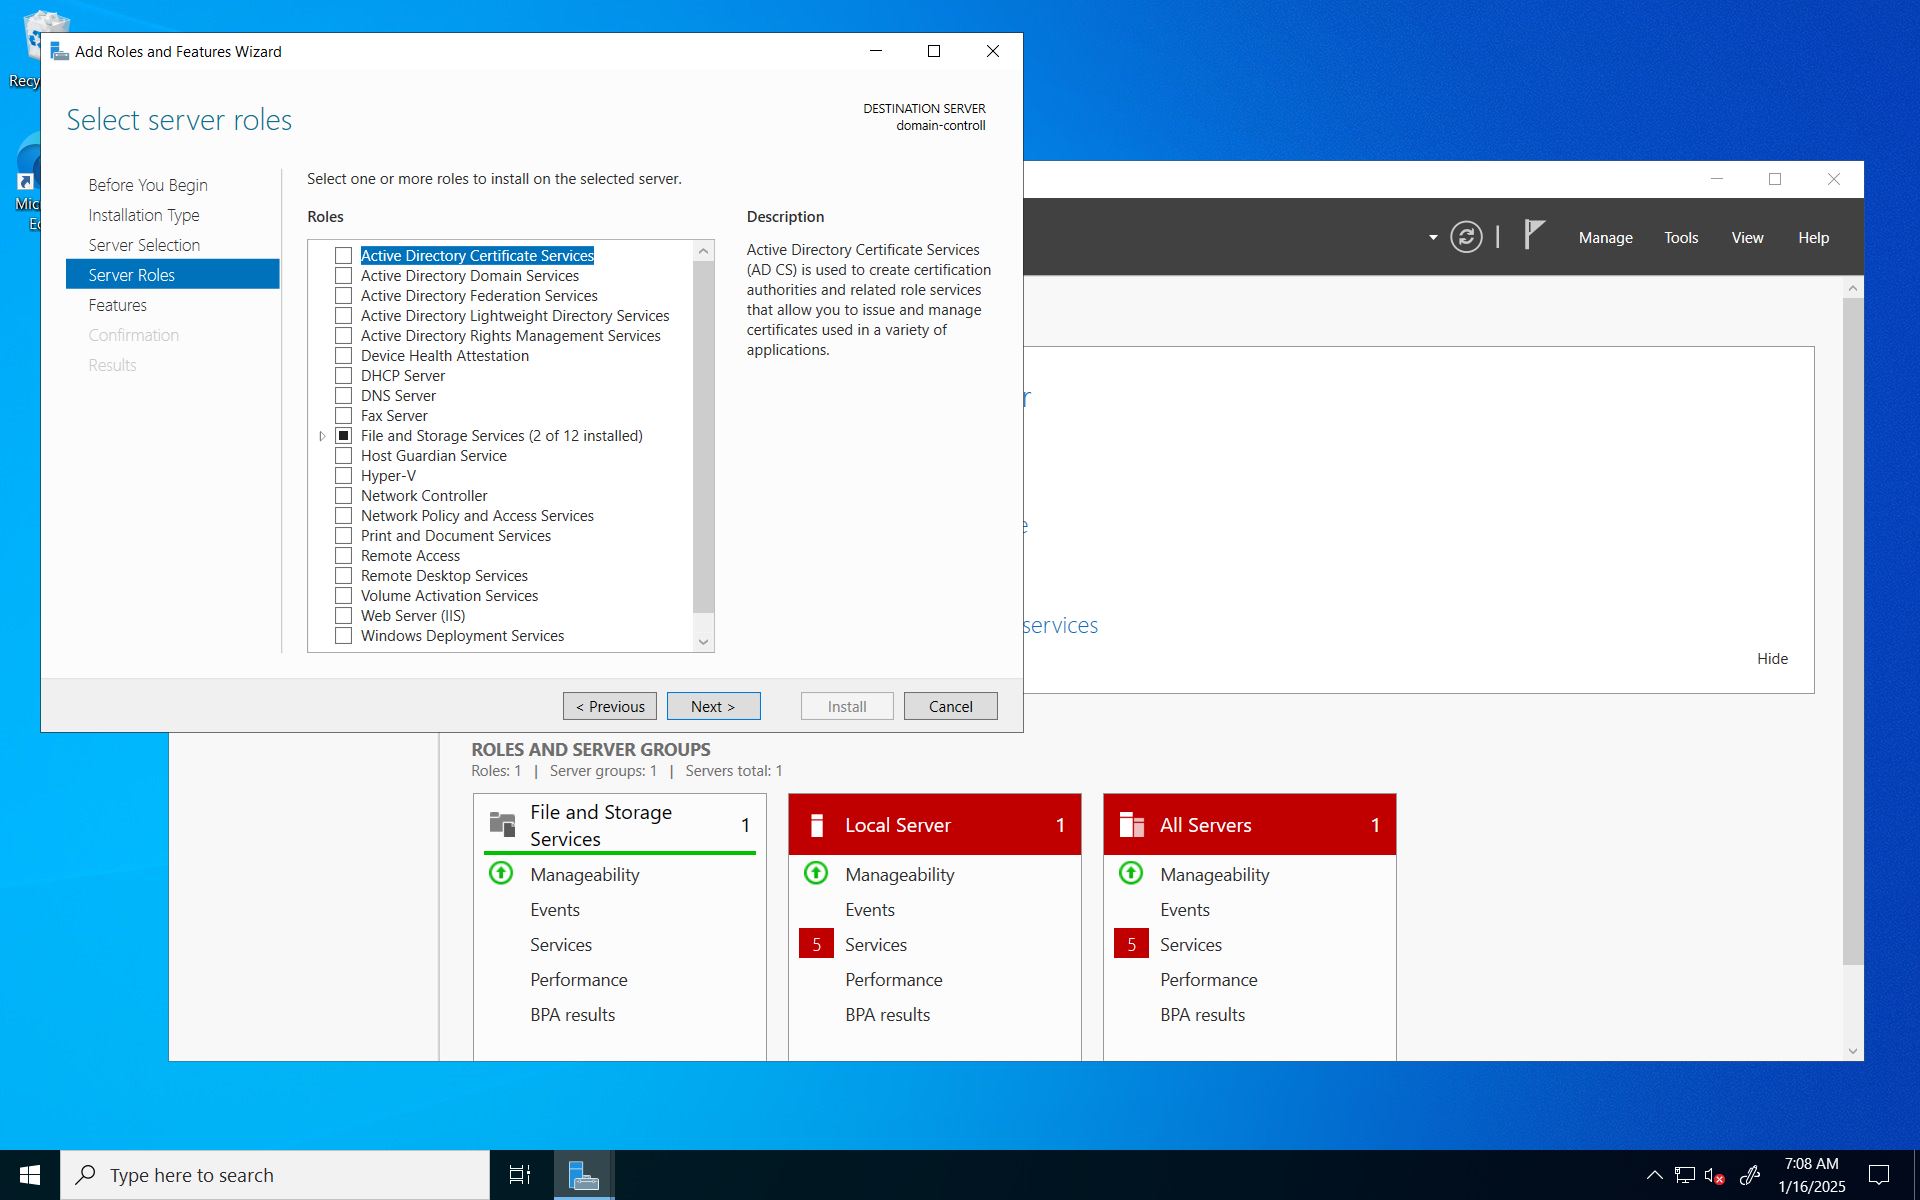 Recy
Mic
Ec
Add Roles and Features Wizard
Select server roles
DESTINATION SERVER
domain-controll
Before You Begin
Installation Type
Server Selection
Server Roles
Features
Confirmation
Results
Select one or more roles to install on the selected server.
Roles
Active Directory Certificate Services
Active Directory Domain Services
Active Directory Federation Services
Active Directory Lightweight Directory Services
Active Directory Rights Management Services
Device Health Attestation
DHCP Server
DNS Server
Fax Server
File and Storage Services (2 of 12 installed)
Host Guardian Service
Hyper-V
Network Controller
Network Policy and Access Services
Print and Document Services
Remote Access
Remote Desktop Services
Volume Activation Services
Web Server (IIS)
Windows Deployment Services
Description
Active Directory Certificate Services
(AD CS) is used to create certification
authorities and related role services
that allow you to issue and manage
certificates used in a variety of
applications.
< Previous
Next >
Install
Cancel
Manage
Tools
View
Help
r
e
services
Hide
ROLES AND SERVER GROUPS
Roles: 1 | Server groups: 1 | Servers total: 1
File and Storage
Services
1
Manageability
Events
Services
Performance
BPA results
Local Server 1
Manageability
Events
5 Services
Performance
BPA results
All Servers 1
Manageability
Events
5 Services
Performance
BPA results
Type here to search
7:08 AM
1/16/2025